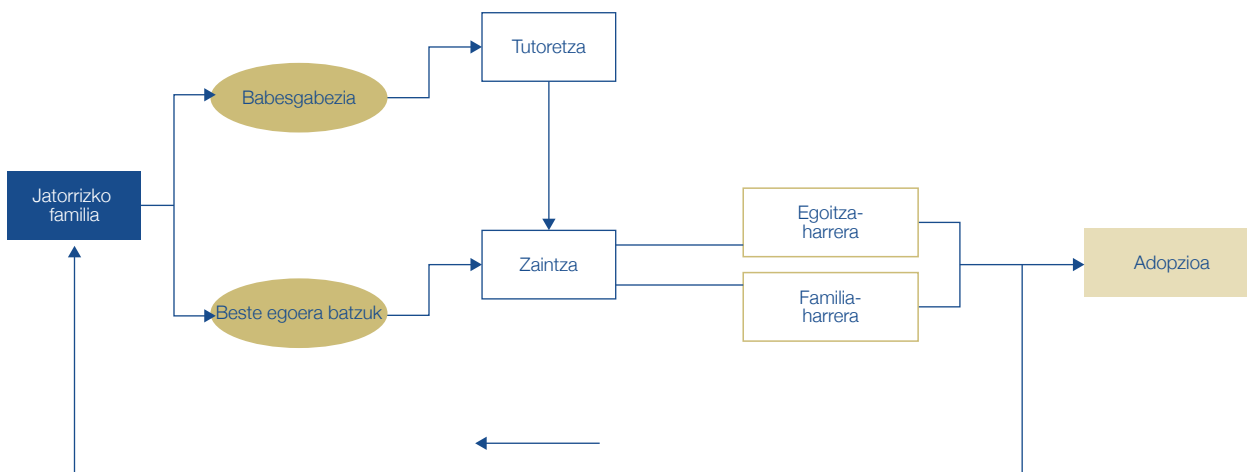 Tutoretza
Babesgabezia
Jatorrizko
familia
Egoitza-
harrera
Zaintza
Adopzioa
Familia-
harrera
Beste egoera batzuk